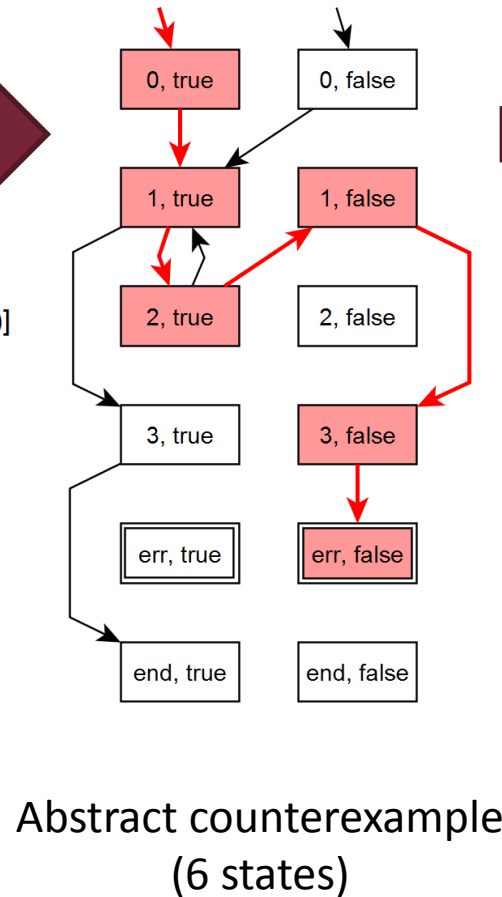 0, true
0, false
1, true
1, false
)]
2, true
2, false
3, true
3, false
err, true
err, false
end, true
end, false
Abstract counterexample
(6 states)